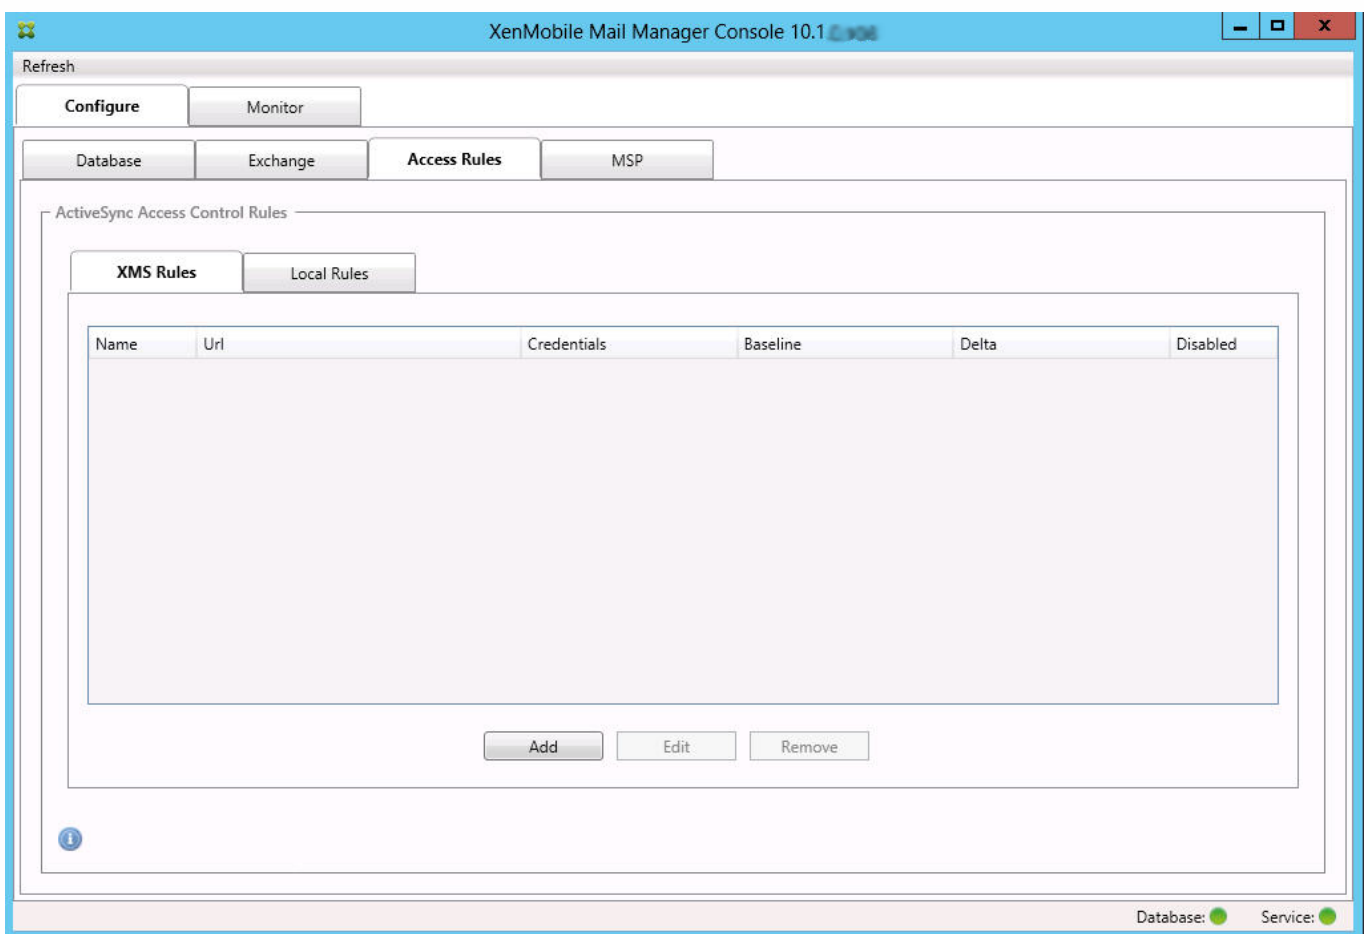 XenMobile Mail Manager Console 10.1
Refresh
Configure Monitor
Database Exchange Access Rules MSP
ActiveSync Access Control Rules
XMS Rules Local Rules
Name Url Credentials Baseline Delta Disabled
Add Edit Remove
Database: Service: